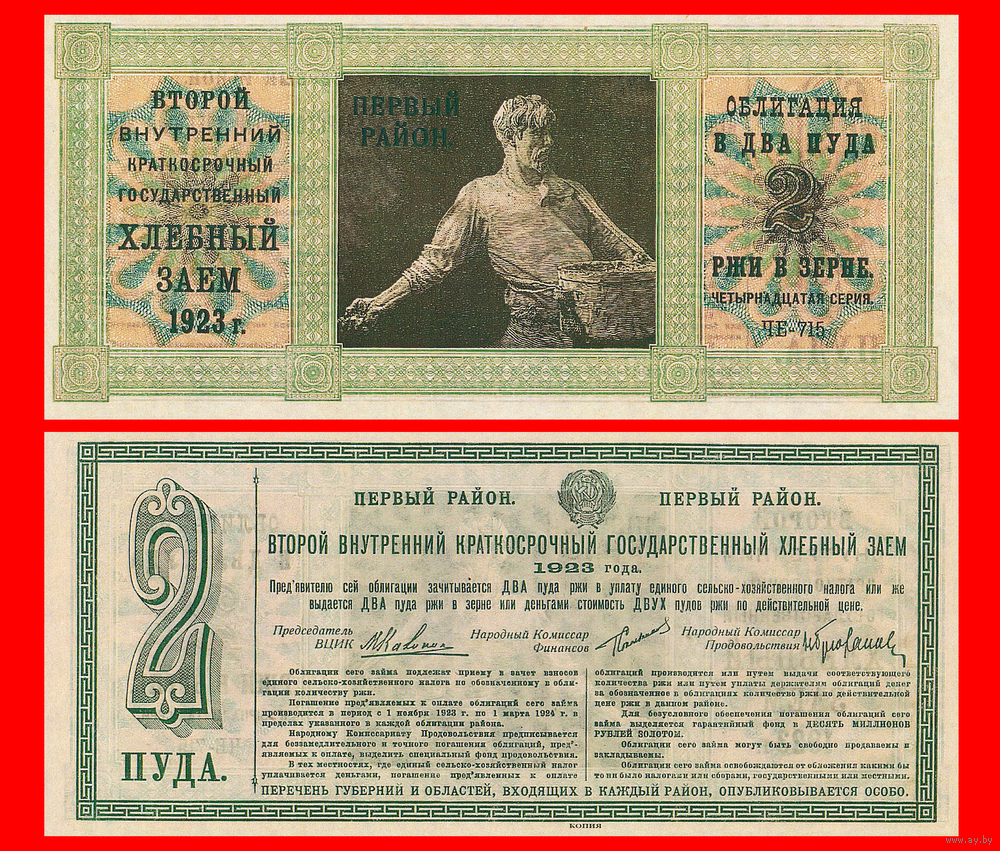 ВТОРОЙ
ВНУТРЕННИЙ
КРАТКОСРОЧНЫЙ
ГОСУДАРСТВЕННЫЙ
ХЛЕБНЫЙ
ЗАЕМ
1923 г.
ПЕРВЫЙ
РАЙОН.
ОБЛИГАЦИЯ
В ДВА ПУДА
2
РЖИ В ЗЕРНЕ.
ЧЕТЫРНАДЦАТАЯ СЕРИЯ.
ЧЕ-715
2
ПУДА.
ПЕРВЫЙ РАЙОН. ПЕРВЫЙ РАЙОН.
ВТОРОЙ ВНУТРЕННИЙ КРАТКОСРОЧНЫЙ ГОСУДАРСТВЕННЫЙ ХЛЕБНЫЙ ЗАЕМ
1923 года.
Пред'явителю сей облигации зачитывается ДВА пуда ржи в уплату единого сельско-хозяйственного налога или же
выдается ДВА пуда ржи в зерне или деньгами стоимость ДВУХ пудов ржи по действительной цене.
Председатель
ВЦИК
Народный Комиссар
Финансов
Народный Комиссар
Продовольствия
Облигации сего займа подлежат приему в зачет взносов
единого сельско-хозяйственного налога по обозначенному в обли-
гации количеству ржи.
Погашение пред'являемых к оплате облигаций сего займа
производится в период с 1 ноября 1923 г. по 1 марта 1924 г. в
пределах указанного в каждой облигации района.
Народному Комиссариату Продовольствия предписывается
для беззамедлительного и точного погашения облигаций, пред'-
являемых к оплате, выделить специальный фонд продовольствия.
В тех местностях, где единый сельско-хозяйственный налог
уплачивается деньгами, погашение пред'явленных к оплате
облигаций производится или путем выдачи соответствующего
количества ржи или путем уплаты держателям облигаций денег
за обозначенное в облигациях количество ржи по действительной
цене ржи в данном районе.
Для безусловного обеспечения погашения облигаций сего
займа выделяется гарантийный фонд в ДЕСЯТЬ МИЛЛИОНОВ
РУБЛЕЙ ЗОЛОТОМ.
Облигации сего займа могут быть свободно продаваемы и
закладываемы.
Облигации сего займа освобождаются от обложения какими бы
то ни было налогами или сборами, государственными или местными.
ПЕРЕЧЕНЬ ГУБЕРНИЙ И ОБЛАСТЕЙ, ВХОДЯЩИХ В КАЖДЫЙ РАЙОН, ОПУБЛИКОВЫВАЕТСЯ ОСОБО.
КОПИЯ
www.ay.by